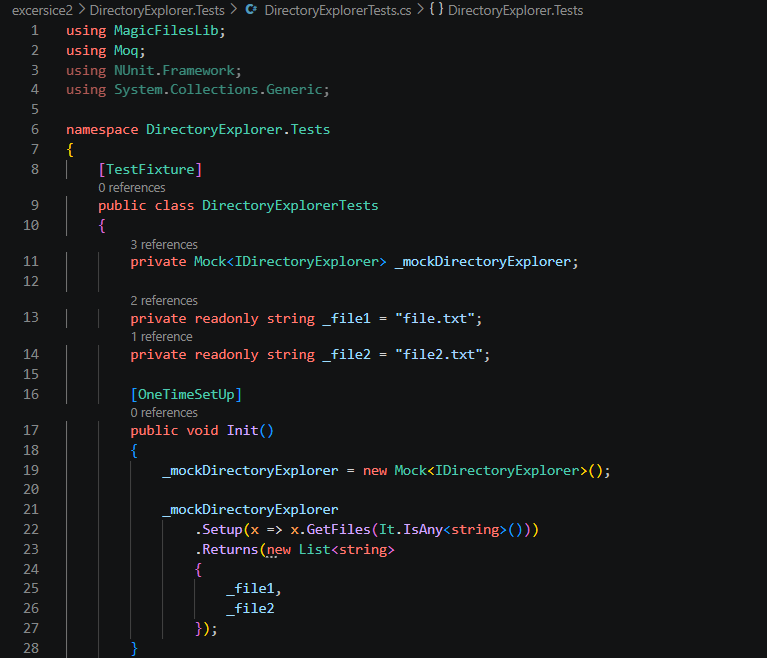 excersice2 > DirectoryExplorer.Tests > C# DirectoryExplorerTests.cs > {} DirectoryExplorer.Tests
1 using MagicFilesLib;
2 using Moq;
3 using NUnit.Framework;
4 using System.Collections.Generic;
5
6 namespace DirectoryExplorer.Tests
7 {
8     [TestFixture]
    0 references
9     public class DirectoryExplorerTests
10     {
        3 references
11         private Mock<IDirectoryExplorer> _mockDirectoryExplorer;
12
        2 references
13         private readonly string _file1 = "file.txt";
        1 reference
14         private readonly string _file2 = "file2.txt";
15
16         [OneTimeSetUp]
        0 references
17         public void Init()
18         {
19             _mockDirectoryExplorer = new Mock<IDirectoryExplorer>();
20
21             _mockDirectoryExplorer
22                 .Setup(x => x.GetFiles(It.IsAny<string>()))
23                 .Returns(new List<string>
24                 {
25                     _file1,
26                     _file2
27                 });
28         }